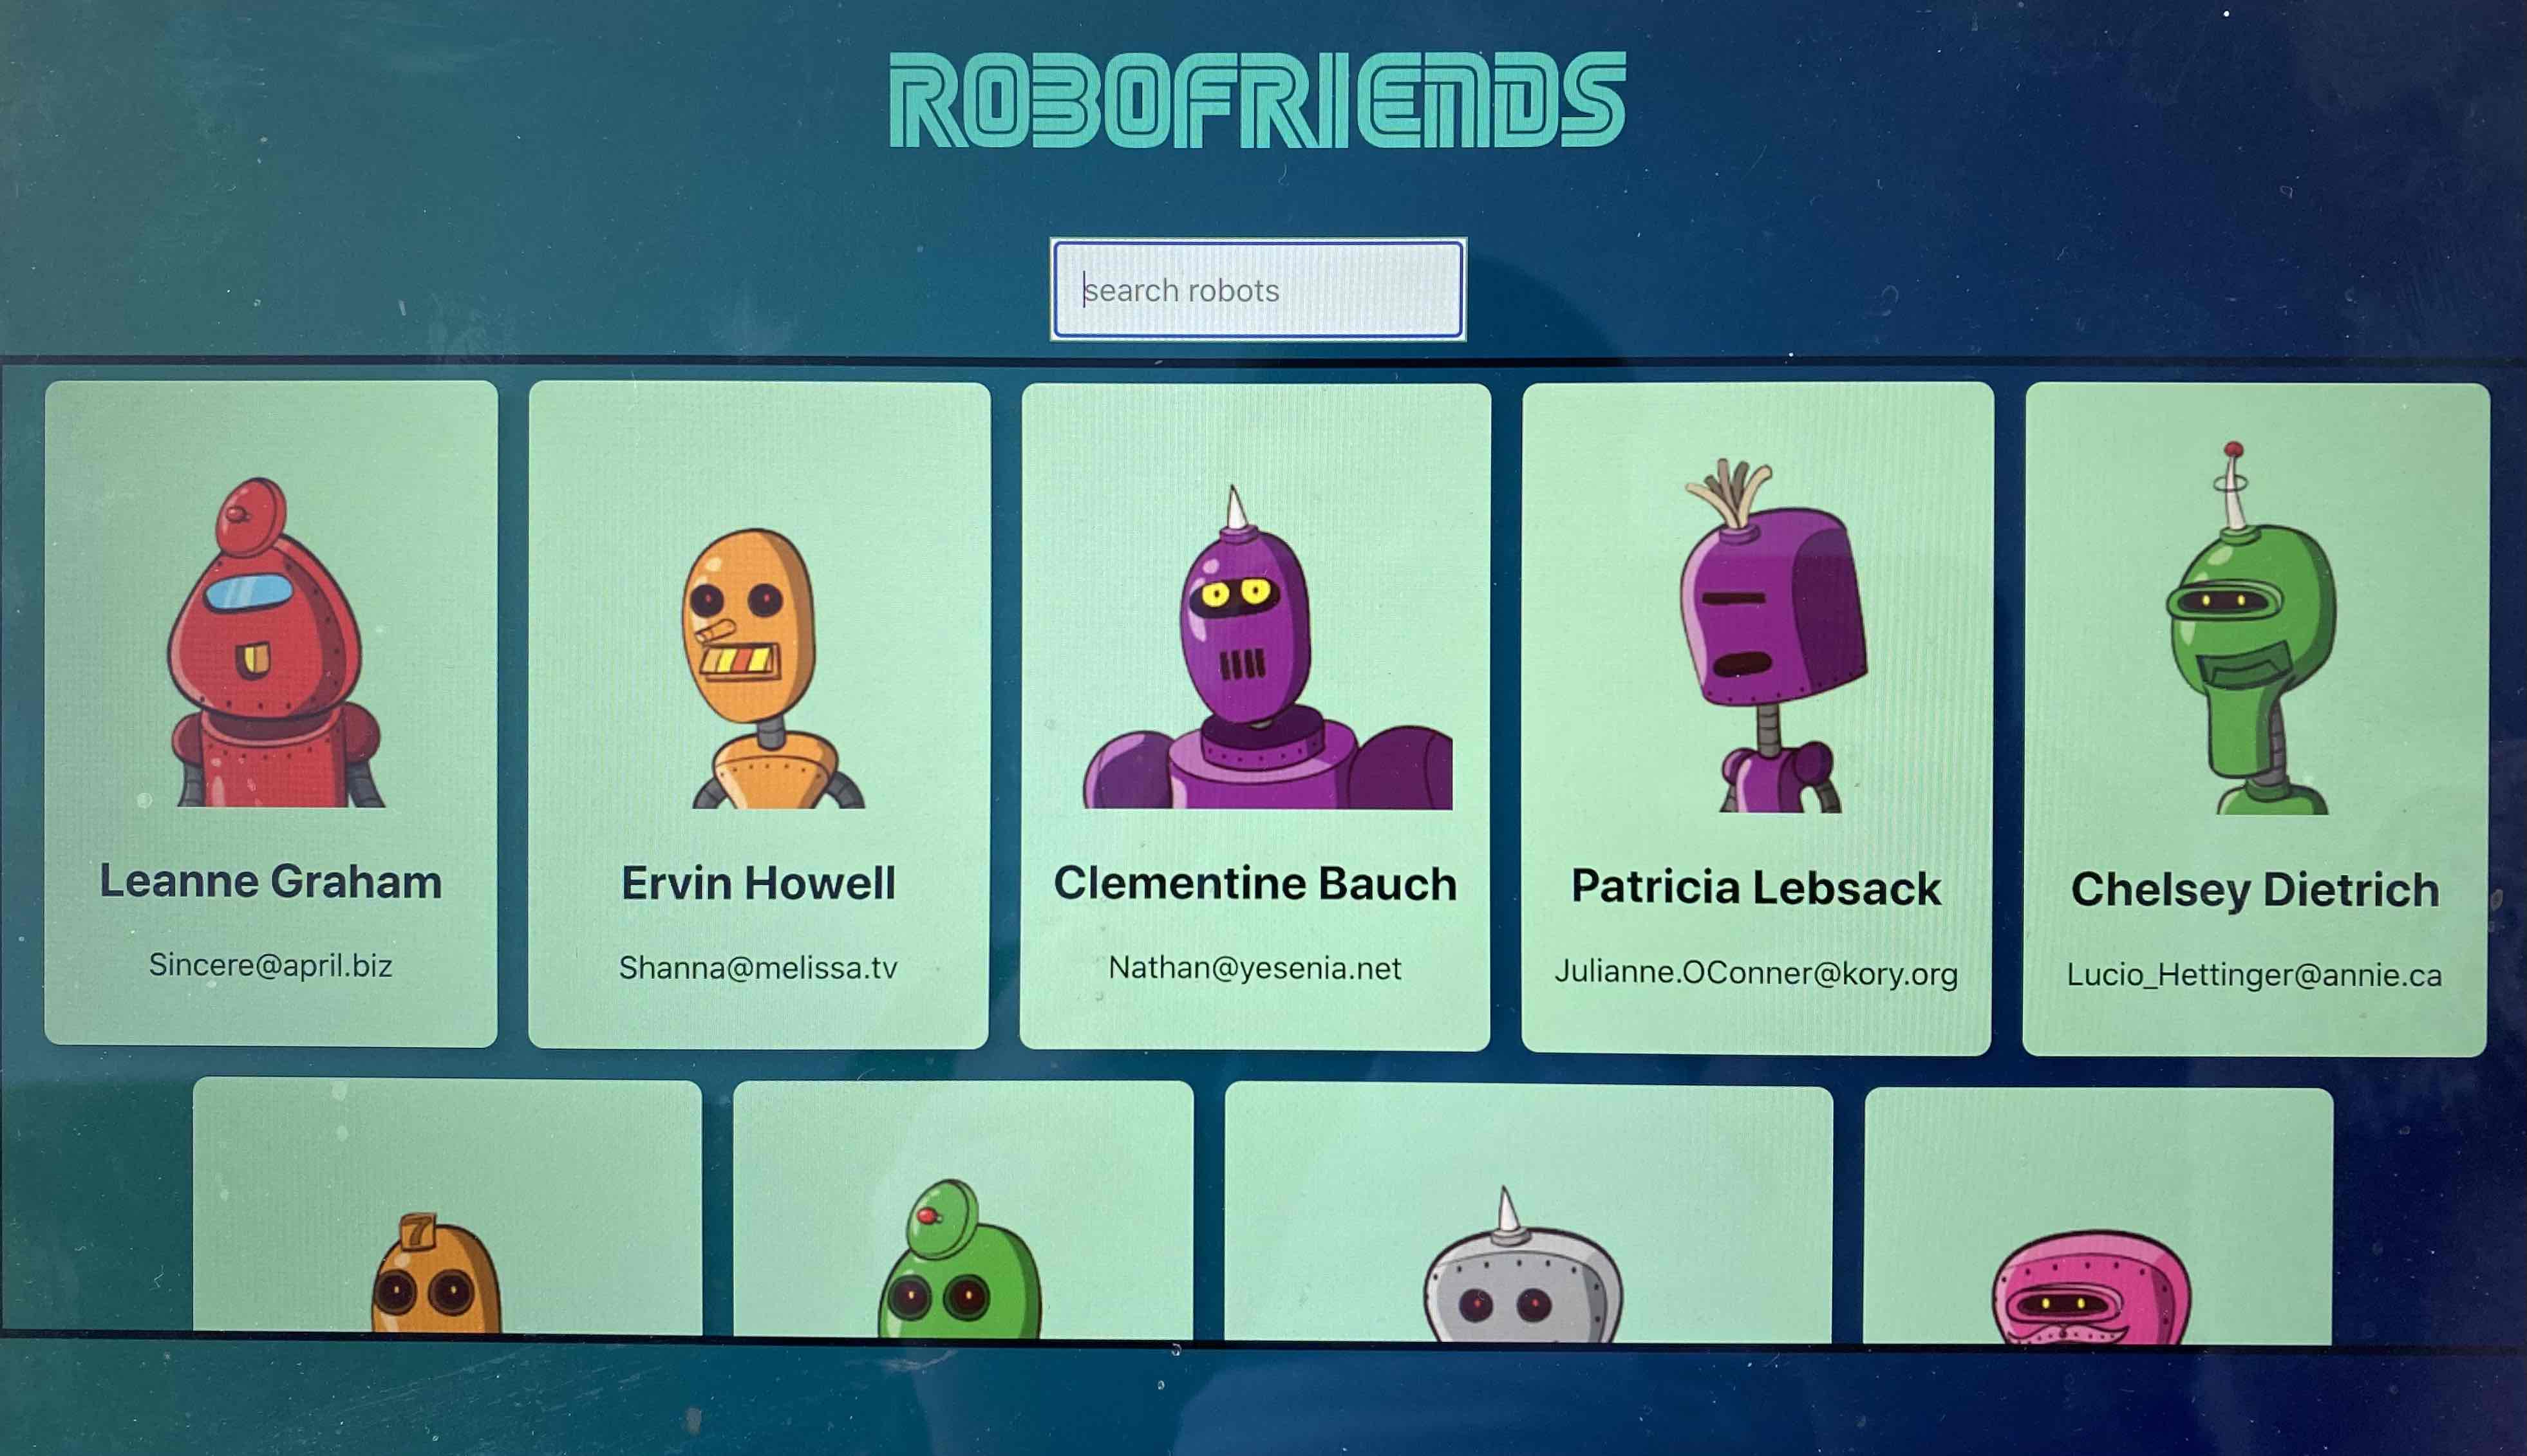 ROBOFRIENDS
search robots
Leanne Graham
Sincere@april.biz
Ervin Howell
Shanna@melissa.tv
Clementine Bauch
Nathan@yesenia.net
Patricia Lebsack
Julianne.OConner@kory.org
Chelsey Dietrich
Lucio_Hettinger@annie.ca
7